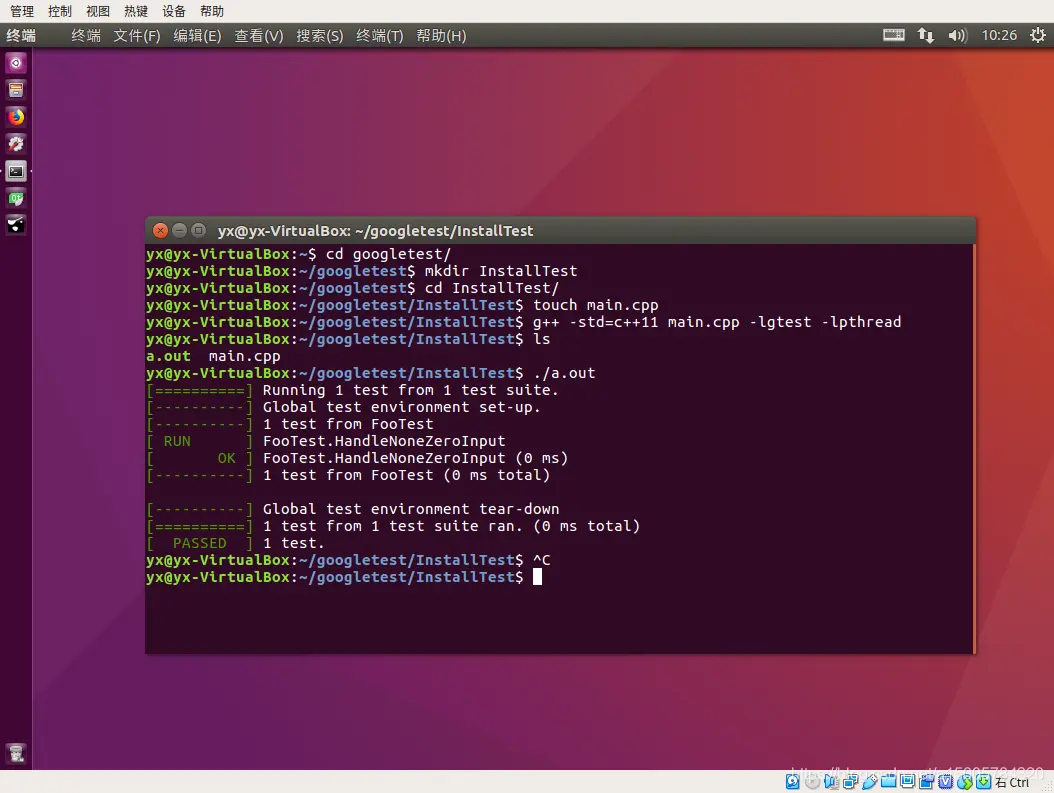 管理 控制 视图 热键 设备 帮助
终端 终端 文件(F) 编辑(E) 查看(V) 搜索(S) 终端(T) 帮助(H) 10:26
yx@yx-VirtualBox: ~/googletest/InstallTest
yx@yx-VirtualBox:~$ cd googletest/
yx@yx-VirtualBox:~/googletest$ mkdir InstallTest
yx@yx-VirtualBox:~/googletest$ cd InstallTest/
yx@yx-VirtualBox:~/googletest/InstallTest$ touch main.cpp
yx@yx-VirtualBox:~/googletest/InstallTest$ g++ -std=c++11 main.cpp -lgtest -lpthread
yx@yx-VirtualBox:~/googletest/InstallTest$ ls
a.out  main.cpp
yx@yx-VirtualBox:~/googletest/InstallTest$ ./a.out
[==========] Running 1 test from 1 test suite.
[----------] Global test environment set-up.
[----------] 1 test from FooTest
[ RUN      ] FooTest.HandleNoneZeroInput
[       OK ] FooTest.HandleNoneZeroInput (0 ms)
[----------] 1 test from FooTest (0 ms total)
[----------] Global test environment tear-down
[==========] 1 test from 1 test suite ran. (0 ms total)
[  PASSED  ] 1 test.
yx@yx-VirtualBox:~/googletest/InstallTest$ ^C
yx@yx-VirtualBox:~/googletest/InstallTest$
右 Ctrl